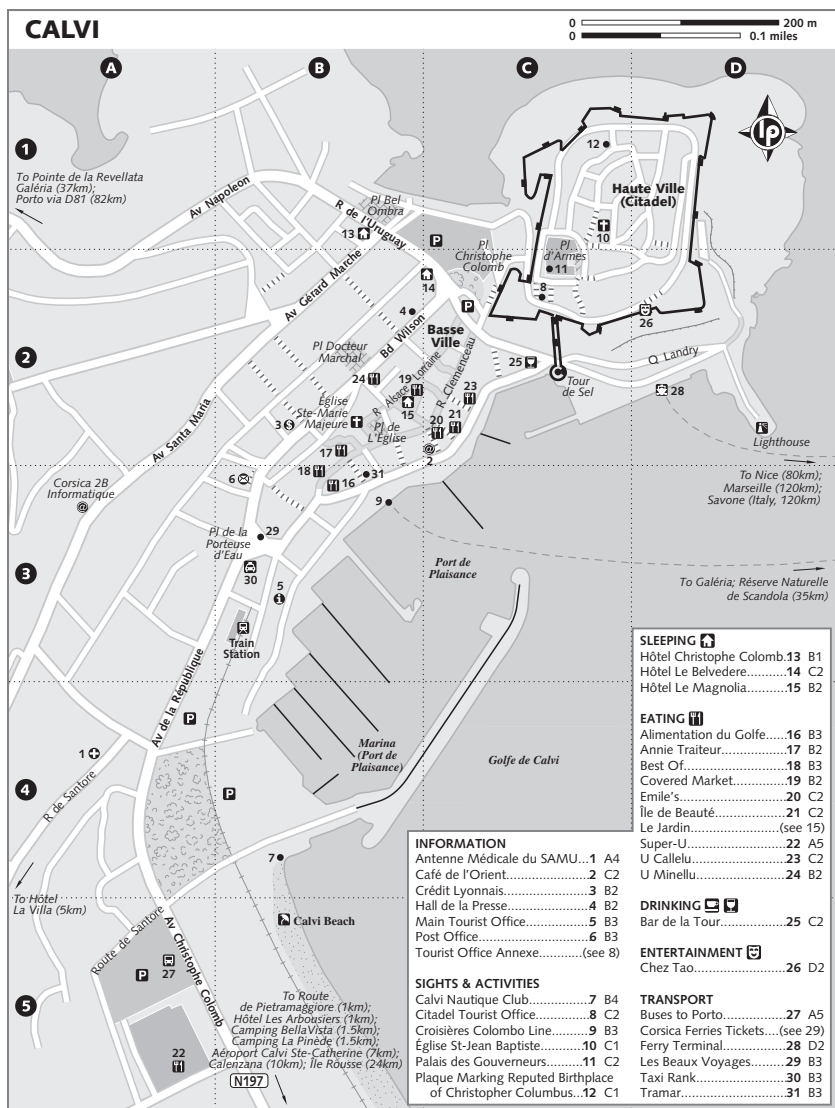 CALVI
0 200 m
0 0.1 miles
A
B
C
D
1
2
3
4
5
To Pointe de la Revellata
Galéria (37km);
Porto via D81 (82km)
Av Napoleon
R de l'Uruguay
Pl Bel
Ombra
13
P
Pl
Christophe
Colomb
12
Haute Ville
(Citadel)
10
Pl
d'Armes
11
8
lp
Av Gérard Marche
14
4
P
Bd Wilson
Basse
Ville
26
Pl Docteur
Marchal
24
19
R Alsace Lorraine
R Clemenceau
23
25
Q Landry
Tour
de Sel
28
Église
Ste-Marie
Majeure
15
21
20
3
Pl de
L'Église
@
2
Lighthouse
Av Santa Maria
17
18
16
31
6
9
To Nice (80km);
Marseille (120km);
Savone (Italy, 120km)
Corsica 2B
Informatique
@
29
Pl de la
Porteuse
d'Eau
30
5
Port de
Plaisance
To Galéria; Réserve Naturelle
de Scandola (35km)
Train
Station
Av de la République
P
1
R de Santore
P
Marina
(Port de
Plaisance)
Golfe de Calvi
7
To Hôtel
La Villa (5km)
Calvi Beach
Route de Santore
Av Christophe Colomb
P
27
22
To Route
de Pietramaggiore (1km);
Hôtel Les Arbousiers (1km);
Camping BellaVista (1.5km);
Camping La Pinède (1.5km);
Aéroport Calvi Ste-Catherine (7km);
Calenzana (10km); Île Rousse (24km)
N197
INFORMATION
Antenne Médicale du SAMU...1 A4
Café de l'Orient...2 C2
Crédit Lyonnais...3 B2
Hall de la Presse...4 B2
Main Tourist Office...5 B3
Post Office...6 B3
Tourist Office Annexe...(see 8)
SIGHTS & ACTIVITIES
Calvi Nautique Club...7 B4
Citadel Tourist Office...8 C2
Croisières Colombo Line...9 B3
Église St-Jean Baptiste...10 C1
Palais des Gouverneurs...11 C2
Plaque Marking Reputed Birthplace
of Christopher Columbus...12 C1
SLEEPING
Hôtel Christophe Colomb.13 B1
Hôtel Le Belvedere...14 C2
Hôtel Le Magnolia...15 B2
EATING
Alimentation du Golfe...16 B3
Annie Traiteur...17 B2
Best Of...18 B3
Covered Market...19 B2
Emile's...20 C2
Île de Beauté...21 C2
Le Jardin...(see 15)
Super-U...22 A5
U Callelu...23 C2
U Minellu...24 B2
DRINKING
Bar de la Tour...25 C2
ENTERTAINMENT
Chez Tao...26 D2
TRANSPORT
Buses to Porto...27 A5
Corsica Ferries Tickets...(see 29)
Ferry Terminal...28 D2
Les Beaux Voyages...29 B3
Taxi Rank...30 B3
Tramar...31 B3